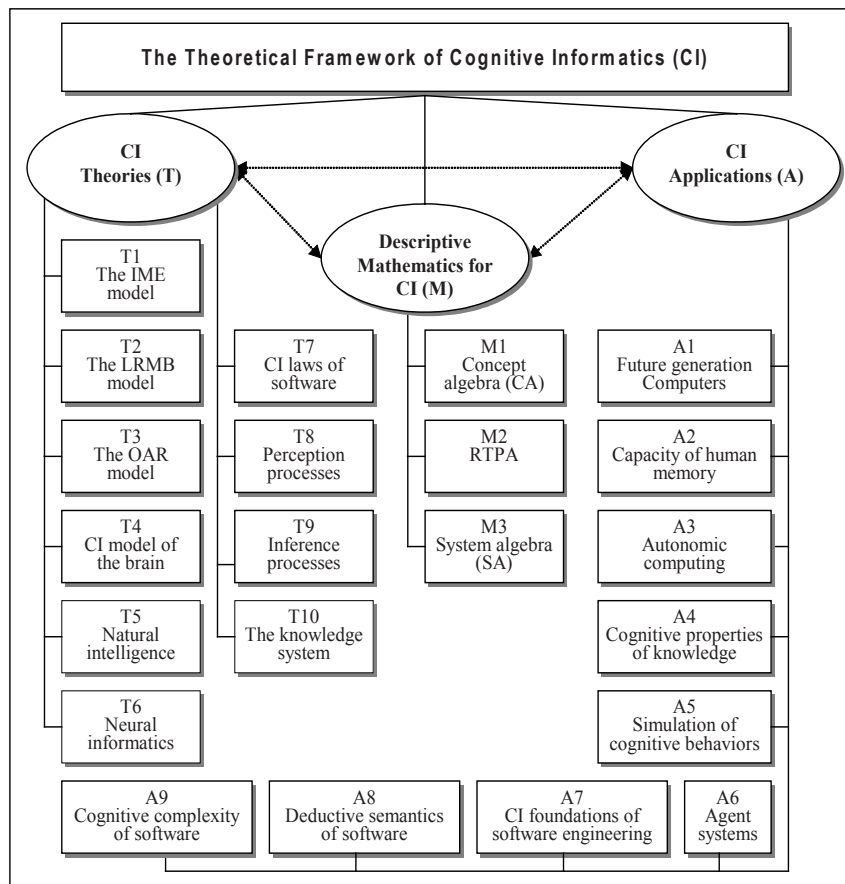 The Theoretical Framework of Cognitive Informatics (CI)
CI
Theories (T)
CI
Applications (A)
Descriptive
Mathematics for
CI (M)
T1
The IME
model
T2
The LRMB
model
T3
The OAR
model
T4
CI model of
the brain
T5
Natural
intelligence
T6
Neural
informatics
T7
CI laws of
software
T8
Perception
processes
T9
Inference
processes
T10
The knowledge
system
M1
Concept
algebra (CA)
M2
RTPA
M3
System algebra
(SA)
A1
Future generation
Computers
A2
Capacity of human
memory
A3
Autonomic
computing
A4
Cognitive properties
of knowledge
A5
Simulation of
cognitive behaviors
A9
Cognitive complexity
of software
A8
Deductive semantics
of software
A7
CI foundations of
software engineering
A6
Agent
systems